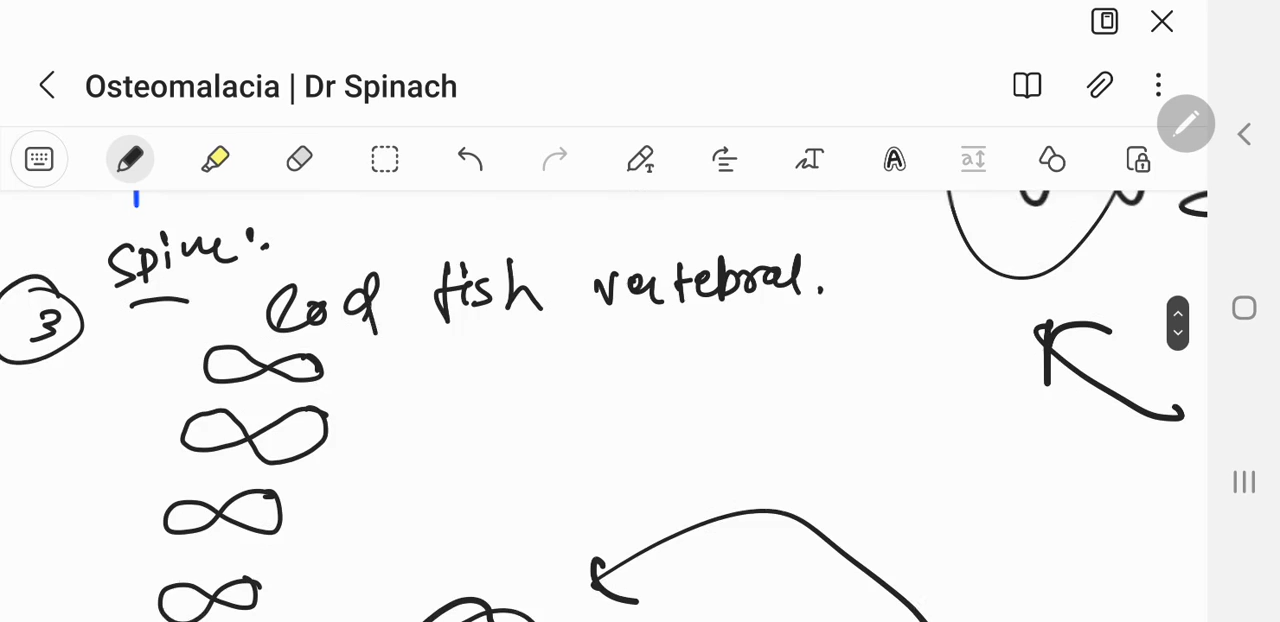 Osteomalacia | Dr Spinach
Spine:
3
Cod fish vertebral.